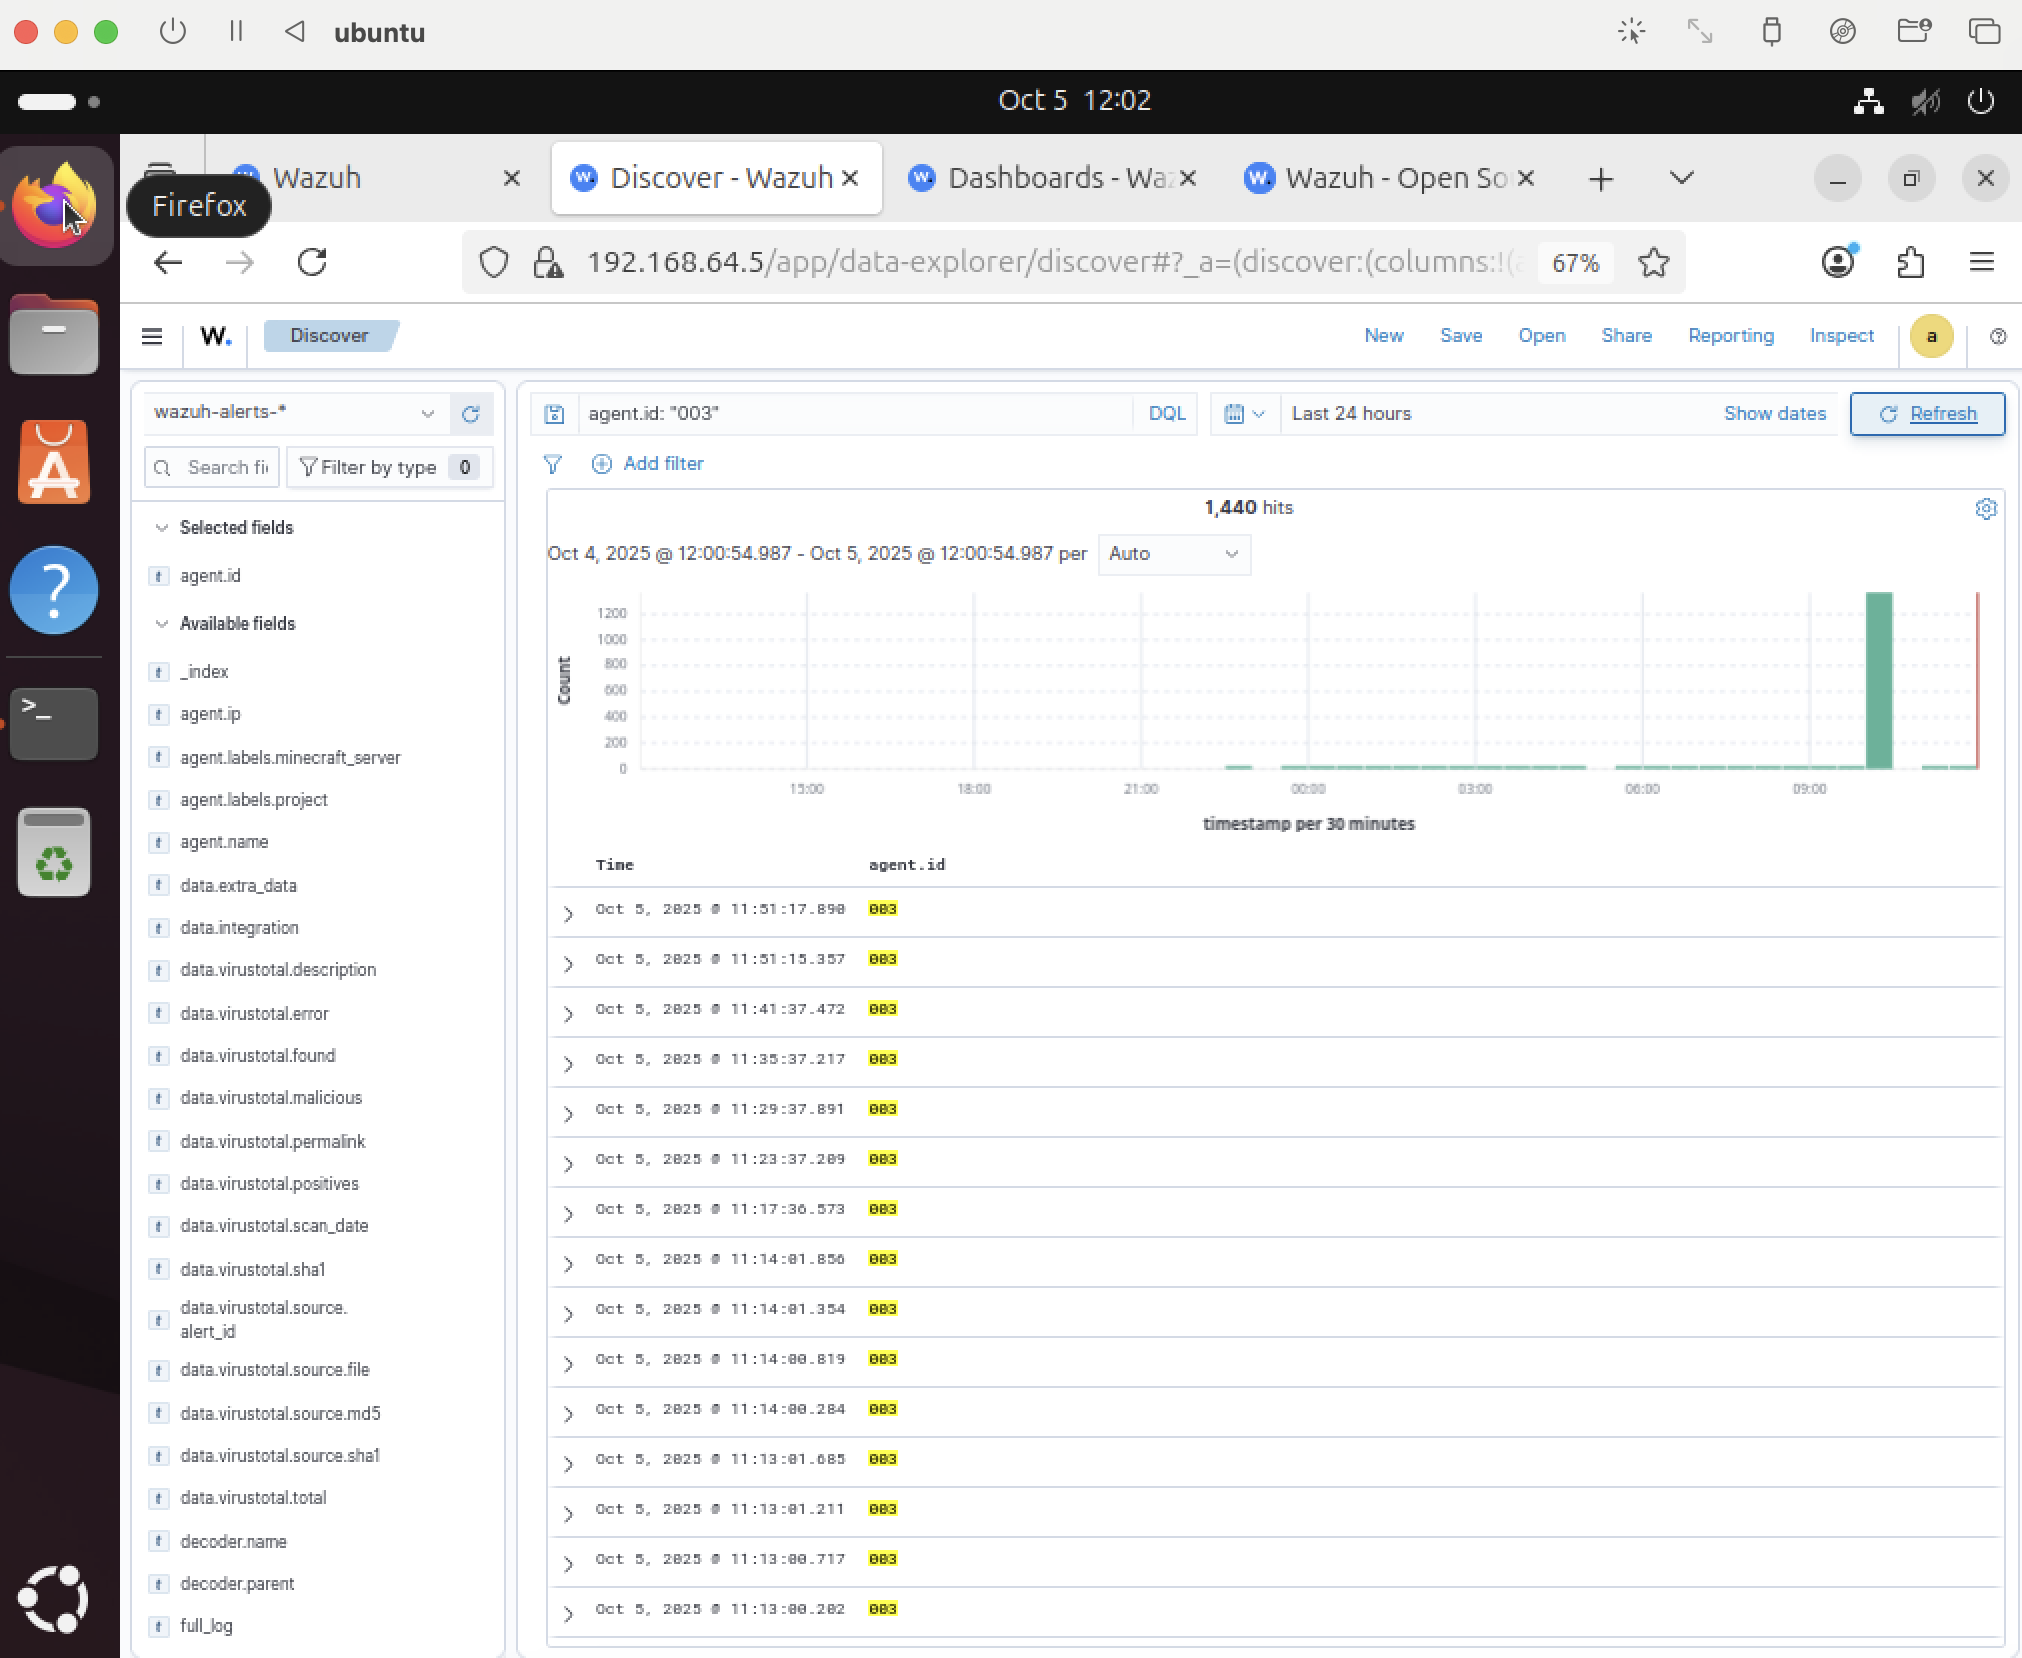 ubuntu
Oct 5 12:02
Wazuh
Discover - Wazuh
Dashboards - Waz
Wazuh - Open So
Firefox
192.168.64.5/app/data-explorer/discover#?_a=(discover:(columns:!(a
67%
W.
Discover
New
Save
Open
Share
Reporting
Inspect
a
wazuh-alerts-*
agent.id: "003"
DQL
Last 24 hours
Show dates
Refresh
Search fi
Filter by type 0
Add filter
1,440 hits
Oct 4, 2025 @ 12:00:54.987 - Oct 5, 2025 @ 12:00:54.987 per
Auto
Selected fields
agent.id
Available fields
_index
agent.ip
agent.labels.minecraft_server
agent.labels.project
agent.name
data.extra_data
data.integration
data.virustotal.description
data.virustotal.error
data.virustotal.found
data.virustotal.malicious
data.virustotal.permalink
data.virustotal.positives
data.virustotal.scan_date
data.virustotal.sha1
data.virustotal.source.
alert_id
data.virustotal.source.file
data.virustotal.source.md5
data.virustotal.source.sha1
data.virustotal.total
decoder.name
decoder.parent
full_log
Count
1200
1000
800
600
400
200
0
15:00
18:00
21:00
00:00
03:00
06:00
09:00
timestamp per 30 minutes
Time agent.id
Oct 5, 2025 @ 11:51:17.890 003
Oct 5, 2025 @ 11:51:15.357 003
Oct 5, 2025 @ 11:41:37.472 003
Oct 5, 2025 @ 11:35:37.217 003
Oct 5, 2025 @ 11:29:37.891 003
Oct 5, 2025 @ 11:23:37.209 003
Oct 5, 2025 @ 11:17:36.573 003
Oct 5, 2025 @ 11:14:01.856 003
Oct 5, 2025 @ 11:14:01.354 003
Oct 5, 2025 @ 11:14:00.819 003
Oct 5, 2025 @ 11:14:00.284 003
Oct 5, 2025 @ 11:13:01.685 003
Oct 5, 2025 @ 11:13:01.211 003
Oct 5, 2025 @ 11:13:00.717 003
Oct 5, 2025 @ 11:13:00.202 003